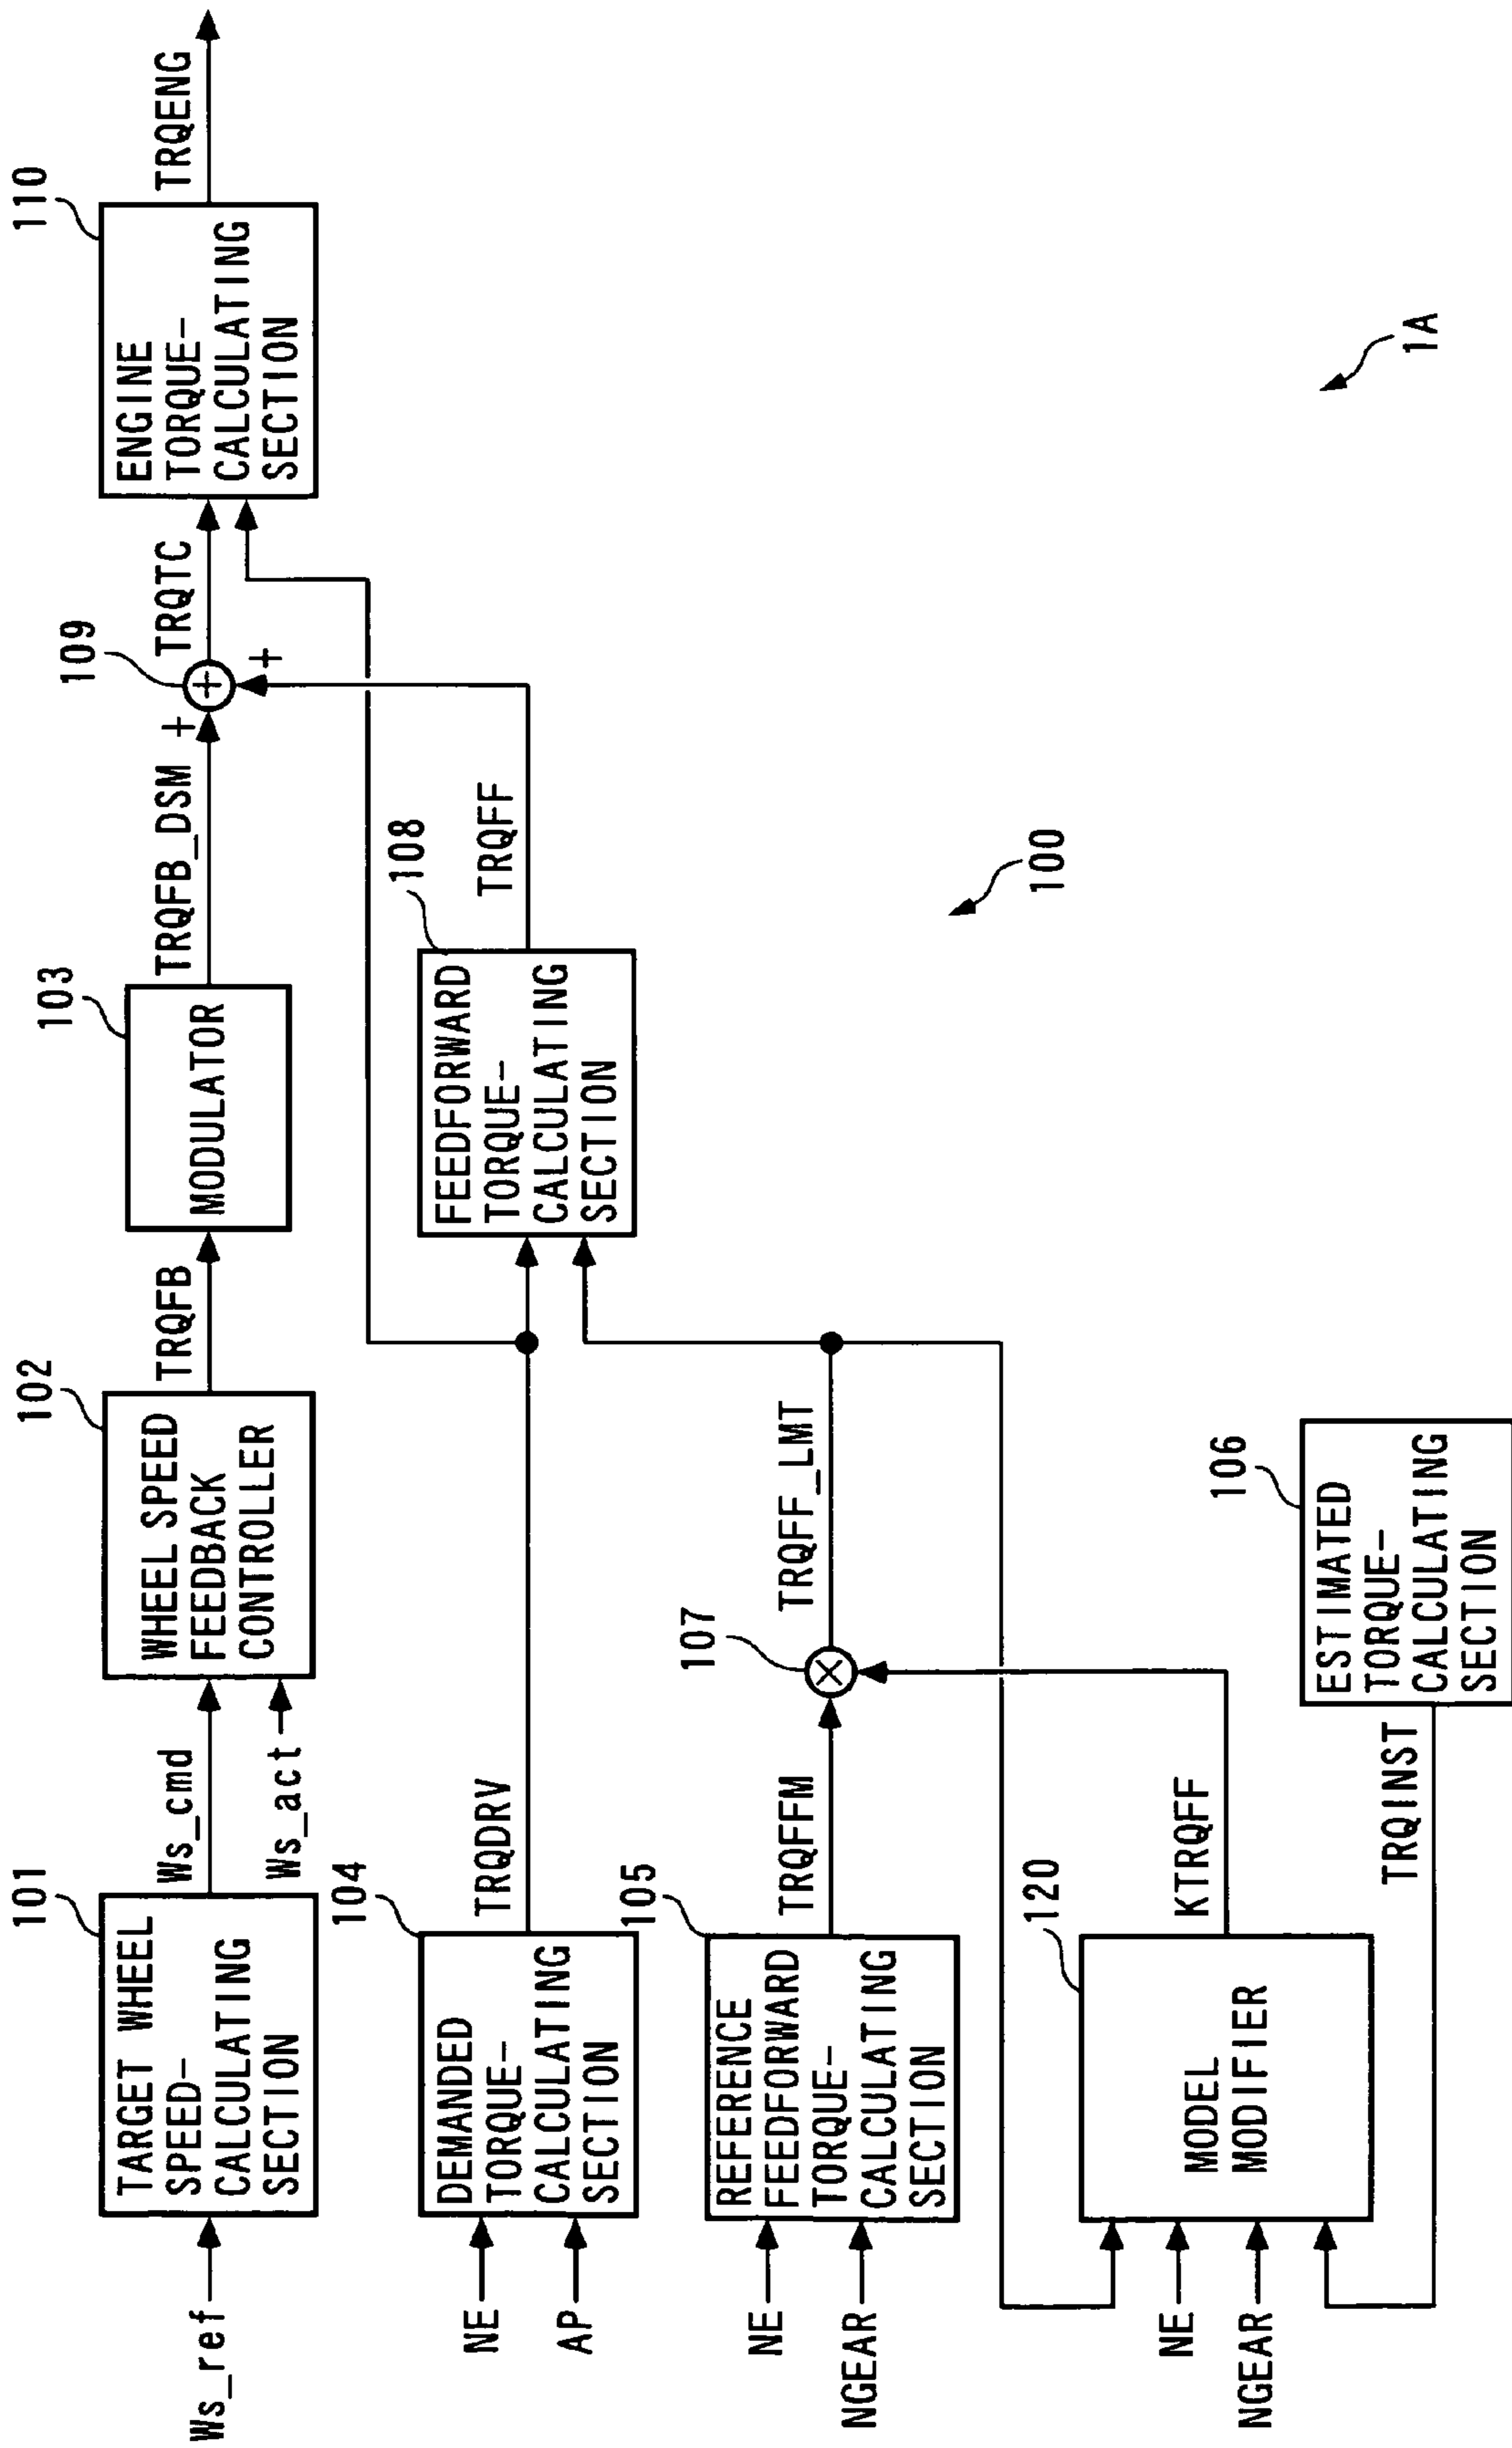 101
TARGET WHEEL
SPEED-
CALCULATING
SECTION
Ws_ref
Ws_cmd
Ws_act
102
WHEEL SPEED
FEEDBACK
CONTROLLER
TRQFB
103
MODULATOR
TRQFB_DSM
+
109
+
+
TRQTC
110
ENGINE
TORQUE-
CALCULATING
SECTION
TRQENG
104
DEMANDED
TORQUE-
CALCULATING
SECTION
NE
AP
TRQDRV
108
FEEDFORWARD
TORQUE-
CALCULATING
SECTION
TRQFF
105
REFERENCE
FEEDFORWARD
TORQUE-
CALCULATING
SECTION
NE
NGEAR
TRQFFM
107
×
TRQFF_LMT
120
MODEL
MODIFIER
NE
NGEAR
KTRQFF
106
ESTIMATED
TORQUE-
CALCULATING
SECTION
TRQINST
100
1A